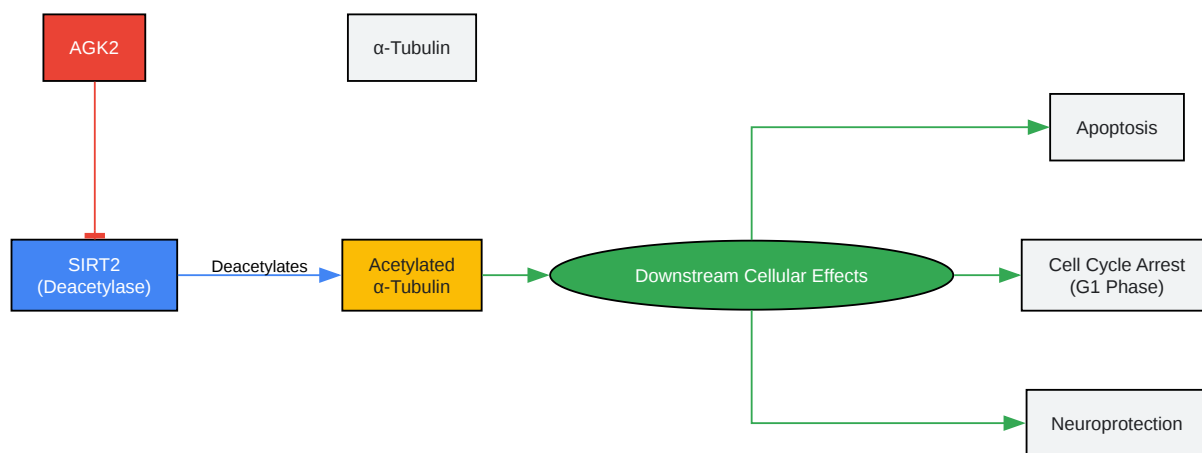 AGK2
α-Tubulin
Apoptosis
SIRT2
(Deacetylase)
Deacetylates
Acetylated
α-Tubulin
Downstream Cellular Effects
Cell Cycle Arrest
(G1 Phase)
Neuroprotection